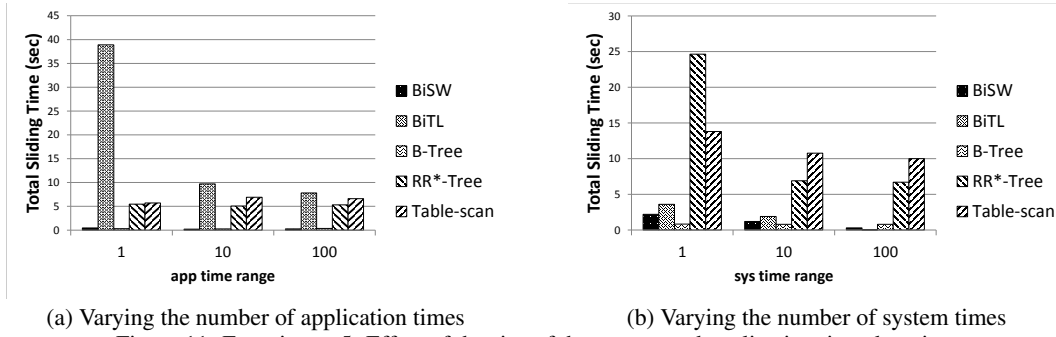 45
40
35
30
25
20
15
10
5
0
Total Sliding Time (sec)
1 10 100
app time range
BiSW
BiTL
B-Tree
RR*-Tree
Table-scan
(a) Varying the number of application times
30
25
20
15
10
5
0
Total Sliding Time (sec)
1 10 100
sys time range
BiSW
BiTL
B-Tree
RR*-Tree
Table-scan
(b) Varying the number of system times